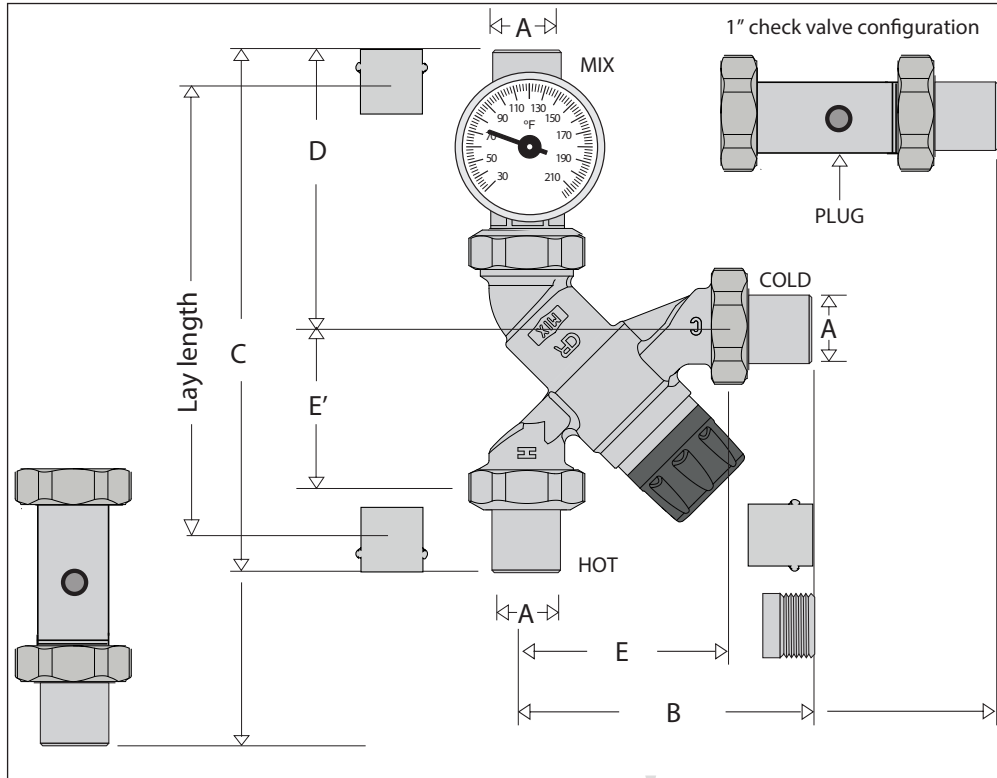 A
1” check valve configuration
MIX
30
50
70
90
110
130
150
170
190
210
°F
D
PLUG
COLD
Lay length
C
MIX
C
A
E’
H
HOT
A
E
B